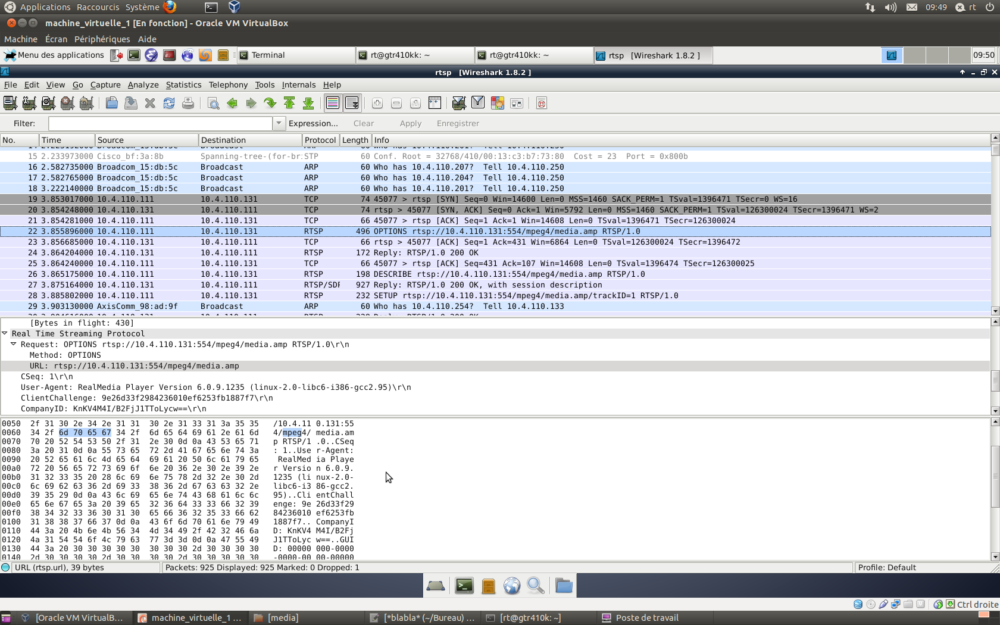 Applications Raccourcis Système 09:49 rt
machine_virtuelle_1 [En fonction] - Oracle VM VirtualBox
Machine Écran Périphériques Aide
Menu des applications Terminal rt@gtr410kk: ~ rt@gtr410kk: ~ rtsp [Wireshark 1.8.2 ] 09:50
rtsp [Wireshark 1.8.2 ]
File Edit View Go Capture Analyze Statistics Telephony Tools Internals Help
Filter: Expression... Clear Apply Enregistrer
No. Time Source Destination Protocol Length Info
15 2.233973000 Cisco_bf:3a:8b Spanning-tree-(for-br: STP 60 Conf. Root = 32768/410/00:13:c3:b7:73:80 Cost = 23 Port = 0x800b
16 2.582735000 Broadcom_15:db:5c Broadcast ARP 60 Who has 10.4.110.207? Tell 10.4.110.250
17 2.582765000 Broadcom_15:db:5c Broadcast ARP 60 Who has 10.4.110.204? Tell 10.4.110.250
18 3.222140000 Broadcom_15:db:5c Broadcast ARP 60 Who has 10.4.110.201? Tell 10.4.110.250
19 3.853017000 10.4.110.111 10.4.110.131 TCP 74 45077 > rtsp [SYN] Seq=0 Win=14600 Len=0 MSS=1460 SACK_PERM=1 TSval=1396471 TSecr=0 WS=16
20 3.854248000 10.4.110.131 10.4.110.111 TCP 74 rtsp > 45077 [SYN, ACK] Seq=0 Ack=1 Win=5792 Len=0 MSS=1460 SACK_PERM=1 TSval=126300024 TSecr=1396471 WS=2
21 3.854281000 10.4.110.111 10.4.110.131 TCP 66 45077 > rtsp [ACK] Seq=1 Ack=1 Win=14608 Len=0 TSval=1396471 TSecr=126300024
22 3.855896000 10.4.110.111 10.4.110.131 RTSP 496 OPTIONS rtsp://10.4.110.131:554/mpeg4/media.amp RTSP/1.0
23 3.856685000 10.4.110.131 10.4.110.111 TCP 66 rtsp > 45077 [ACK] Seq=1 Ack=431 Win=6864 Len=0 TSval=126300024 TSecr=1396472
24 3.864204000 10.4.110.131 10.4.110.111 RTSP 172 Reply: RTSP/1.0 200 OK
25 3.864240000 10.4.110.111 10.4.110.131 TCP 66 45077 > rtsp [ACK] Seq=431 Ack=107 Win=14608 Len=0 TSval=1396474 TSecr=126300025
26 3.865175000 10.4.110.111 10.4.110.131 RTSP 198 DESCRIBE rtsp://10.4.110.131:554/mpeg4/media.amp RTSP/1.0
27 3.875164000 10.4.110.131 10.4.110.111 RTSP/SDF 927 Reply: RTSP/1.0 200 OK, with session description
28 3.885802000 10.4.110.111 10.4.110.131 RTSP 232 SETUP rtsp://10.4.110.131:554/mpeg4/media.amp/trackID=1 RTSP/1.0
29 3.903130000 AxisComm_98:ad:9f Broadcast ARP 60 Who has 10.4.110.254? Tell 10.4.110.133
[Bytes in flight: 430]
Real Time Streaming Protocol
Request: OPTIONS rtsp://10.4.110.131:554/mpeg4/media.amp RTSP/1.0\r\n
Method: OPTIONS
URL: rtsp://10.4.110.131:554/mpeg4/media.amp
CSeq: 1\r\n
User-Agent: RealMedia Player Version 6.0.9.1235 (linux-2.0-libc6-i386-gcc2.95)\r\n
ClientChallenge: 9e26d33f2984236010ef6253fb1887f7\r\n
CompanyID: KnKV4M4I/B2FjJ1TToLycw==\r\n
0050 2f 31 30 2e 34 2e 31 31 30 2e 31 33 31 3a 35 35 /10.4.11 0.131:55
0060 34 2f 6d 70 65 67 34 2f 6d 65 64 69 61 2e 61 6d 4/mpeg4/ media.am
0070 70 20 52 54 53 50 2f 31 2e 30 0d 0a 43 53 65 71 p RTSP/1 .0..CSeq
0080 3a 20 31 0d 0a 55 73 65 72 2d 41 67 65 6e 74 3a : 1..Use r-Agent:
0090 20 52 65 61 6c 4d 65 64 69 61 20 50 6c 61 79 65 RealMed ia Playe
00a0 72 20 56 65 72 73 69 6f 6e 20 36 2e 30 2e 39 2e r Versio n 6.0.9.
00b0 31 32 33 35 20 28 6c 69 6e 75 78 2d 32 2e 30 2d 1235 (li nux-2.0-
00c0 6c 69 62 63 36 2d 69 33 38 36 2d 67 63 63 32 2e libc6-i3 86-gcc2.
00d0 39 35 29 0d 0a 43 6c 69 65 6e 74 43 68 61 6c 6c 95)..Cli entChall
00e0 65 6e 67 65 3a 20 39 65 32 36 64 33 33 66 32 39 enge: 9e 26d33f29
00f0 38 34 32 33 36 30 31 30 65 66 36 32 35 33 66 62 84236010 ef6253fb
0100 31 38 38 37 66 37 0d 0a 43 6f 6d 70 61 6e 79 49 1887f7.. CompanyI
0110 44 3a 20 4b 6e 4b 56 34 4d 34 49 2f 42 32 46 6a D: KnKV4 M4I/B2Fj
0120 4a 31 54 54 6f 4c 79 63 77 3d 3d 0d 0a 47 55 49 J1TToLyc w==..GUI
0130 44 3a 20 30 30 30 30 30 30 30 30 2d 30 30 30 30 D: 00000 000-0000
0140 2d 30 30 30 30 2d 30 30 30 30 2d 30 30 30 30 30 -0000-00 00-00000
URL (rtsp.url), 39 bytes Packets: 925 Displayed: 925 Marked: 0 Dropped: 1 Profile: Default
Ctrl droite
[Oracle VM VirtualB... machine_virtuelle_1 ... [media] [*blabla* (~/Bureau) ... [rt@gtr410k: ~] Poste de travail